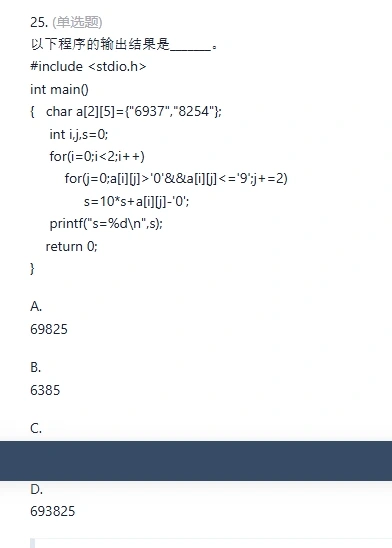 25. (单选题)
以下程序的输出结果是______。
#include <stdio.h>
int main()
{ char a[2][5]={"6937","8254"};
int i,j,s=0;
for(i=0;i<2;i++)
for(j=0;a[i][j]>'0'&&a[i][j]<='9';j+=2)
s=10*s+a[i][j]-'0';
printf("s=%d\n",s);
return 0;
}
A.
69825
B.
6385
C.
D.
693825